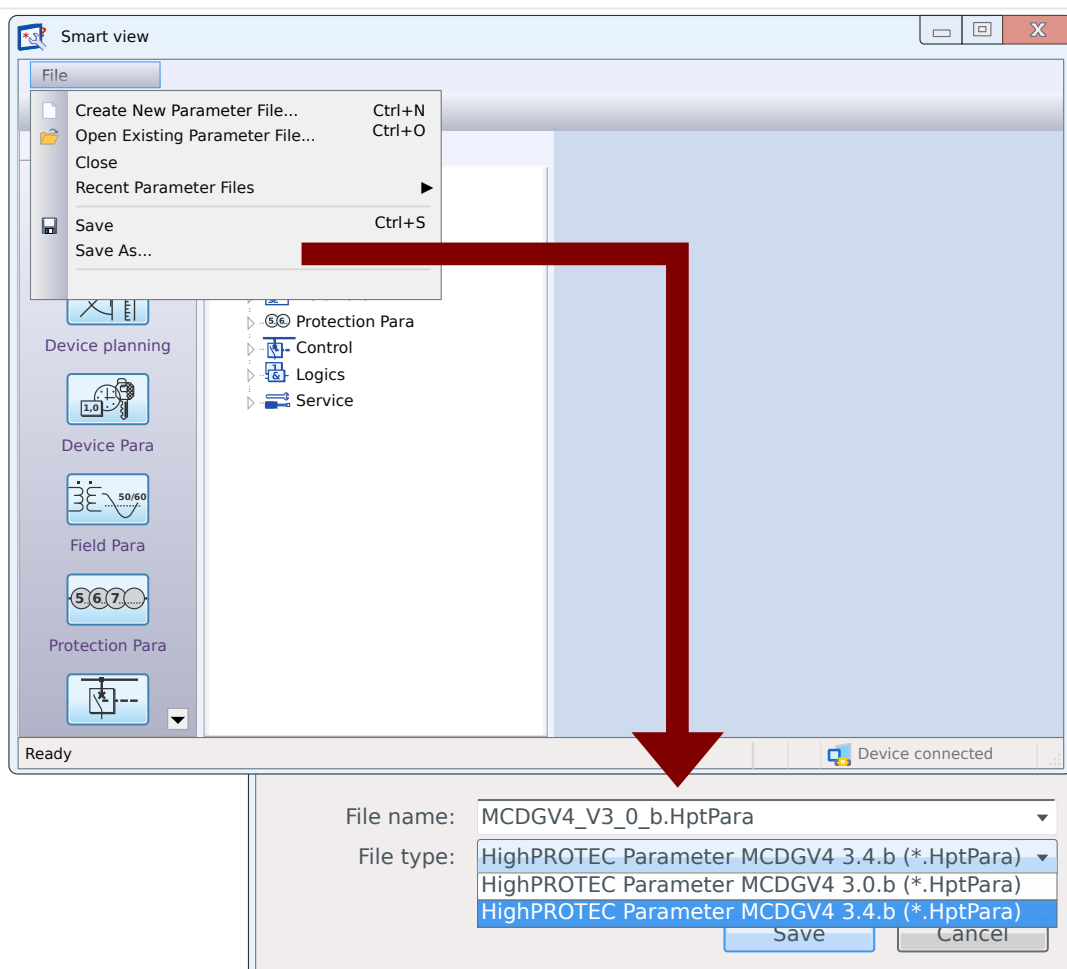 Smart view
File
Create New Parameter File... Ctrl+N
Open Existing Parameter File... Ctrl+O
Close
Recent Parameter Files
Save Ctrl+S
Save As...
Device planning
Device Para
50/60
Field Para
5 6 7
Protection Para
Protection Para
Control
Logics
Service
Ready
Device connected
File name: MCDGV4_V3_0_b.HptPara
File type: HighPROTEC Parameter MCDGV4 3.4.b (*.HptPara)
HighPROTEC Parameter MCDGV4 3.0.b (*.HptPara)
HighPROTEC Parameter MCDGV4 3.4.b (*.HptPara)
Save Cancel